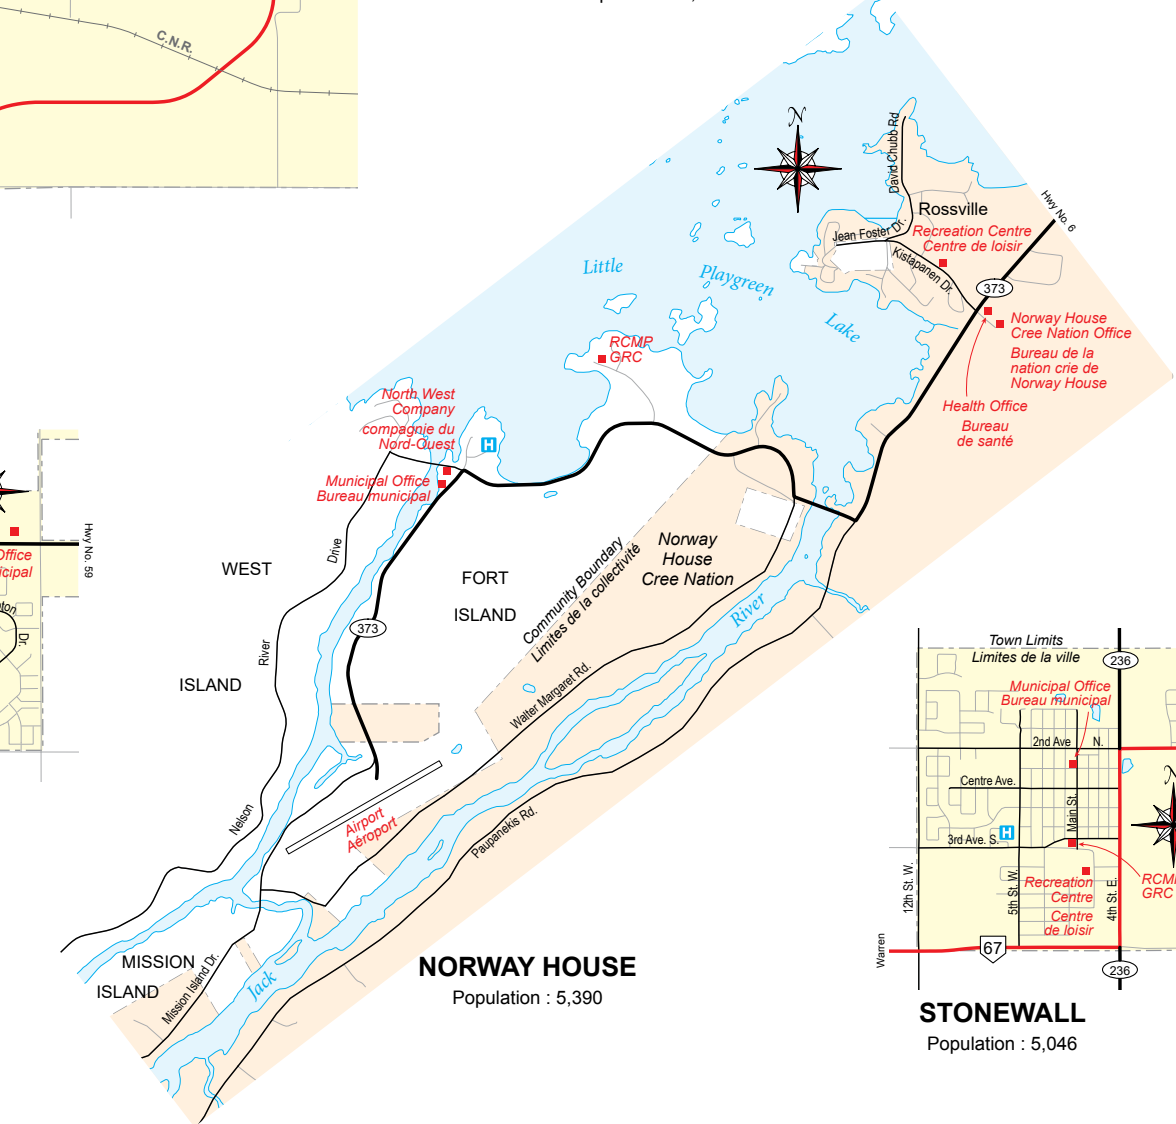 C.N.R.
N
David Chubb Rd
Rossville
Hwy No. 6
Jean Foster Dr.
Recreation Centre
Centre de loisir
Kistapanen Dr.
373
Little
Playgreen
Lake
Norway House
Cree Nation Office
Bureau de la
nation crie de
Norway House
Health Office
Bureau
de santé
RCMP
GRC
North West
Company
compagnie du
Nord-Ouest
H
Municipal Office
Bureau municipal
Hwy No. 59
Office
Dr.
WEST
ISLAND
River
Drive
Nelson
FORT
ISLAND
373
Community Boundary
Limites de la collectivité
Norway
House
Cree Nation
River
Walter Margaret Rd.
Airport
Aéroport
Paupanekis Rd.
MISSION
ISLAND
Mission Island Dr.
Jack
NORWAY HOUSE
Population : 5,390
Town Limits
Limites de la ville
236
Municipal Office
Bureau municipal
2nd Ave N.
Centre Ave.
Main St.
N
H
3rd Ave. S.
12th St. W.
5th St. W.
4th St. E.
Recreation
Centre
Centre
de loisir
RCMP
GRC
Warren
67
236
STONEWALL
Population : 5,046